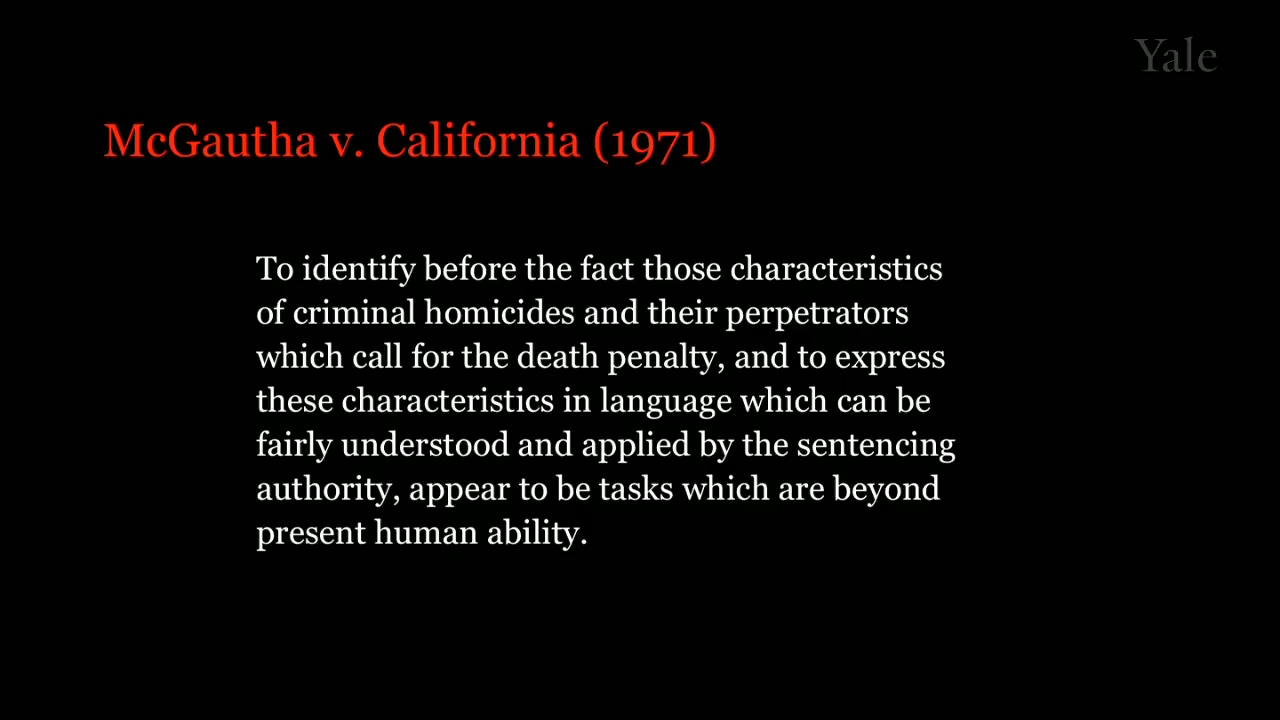 Yale
McGautha v. California (1971)
To identify before the fact those characteristics
of criminal homicides and their perpetrators
which call for the death penalty, and to express
these characteristics in language which can be
fairly understood and applied by the sentencing
authority, appear to be tasks which are beyond
present human ability.